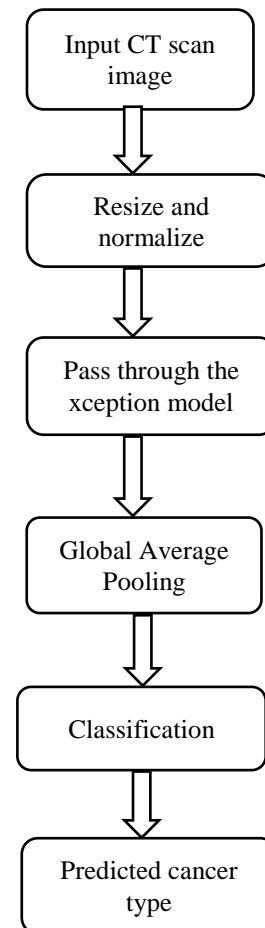 Input CT scan
image
Resize and
normalize
Pass through the
xception model
Global Average
Pooling
Classification
Predicted cancer
type